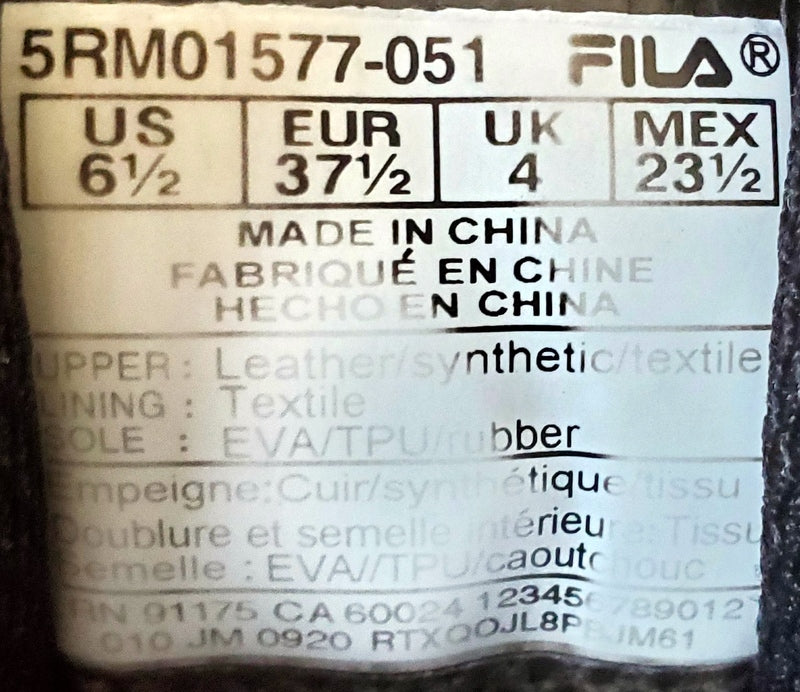 5RM01577-051 FILA®
US EUR UK MEX
6½ 37½ 4 23½
MADE IN CHINA
FABRIQUÉ EN CHINE
HECHO EN CHINA
UPPER: Leather/synthetic/textile
LINING: Textile
SOLE : EVA/TPU/rubber
Empeigne:Cuir/synthétique/tissu
Doublure et semelle intérieure:Tissu
Semelle : EVA//TPU/caoutchouc
RN 91175 CA 60024 123456789012
010 JM 0920